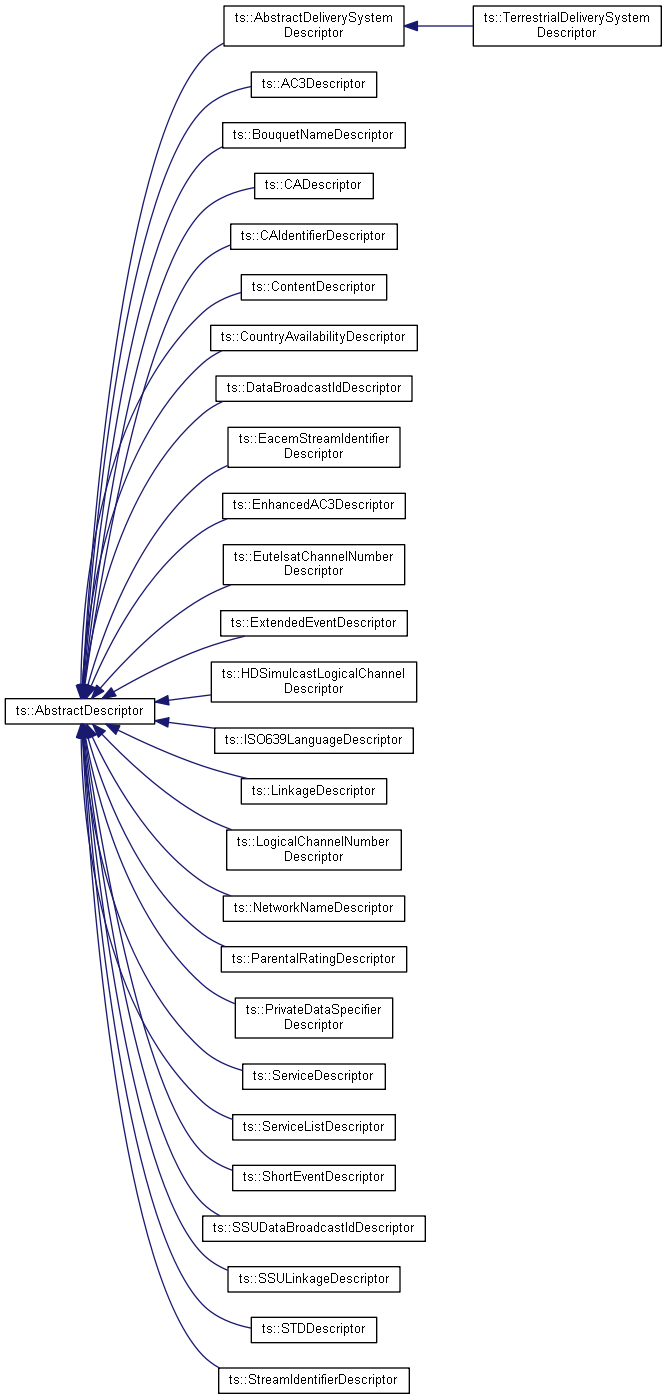 ts::AbstractDeliverySystem
Descriptor
ts::TerrestrialDeliverySystem
Descriptor
ts::AC3Descriptor
ts::BouquetNameDescriptor
ts::CADescriptor
ts::CAIdentifierDescriptor
ts::ContentDescriptor
ts::CountryAvailabilityDescriptor
ts::DataBroadcastIdDescriptor
ts::EacemStreamIdentifier
Descriptor
ts::EnhancedAC3Descriptor
ts::EutelsatChannelNumber
Descriptor
ts::ExtendedEventDescriptor
ts::HDSimulcastLogicalChannel
Descriptor
ts::AbstractDescriptor
ts::ISO639LanguageDescriptor
ts::LinkageDescriptor
ts::LogicalChannelNumber
Descriptor
ts::NetworkNameDescriptor
ts::ParentalRatingDescriptor
ts::PrivateDataSpecifier
Descriptor
ts::ServiceDescriptor
ts::ServiceListDescriptor
ts::ShortEventDescriptor
ts::SSUDataBroadcastIdDescriptor
ts::SSULinkageDescriptor
ts::STDDescriptor
ts::StreamIdentifierDescriptor